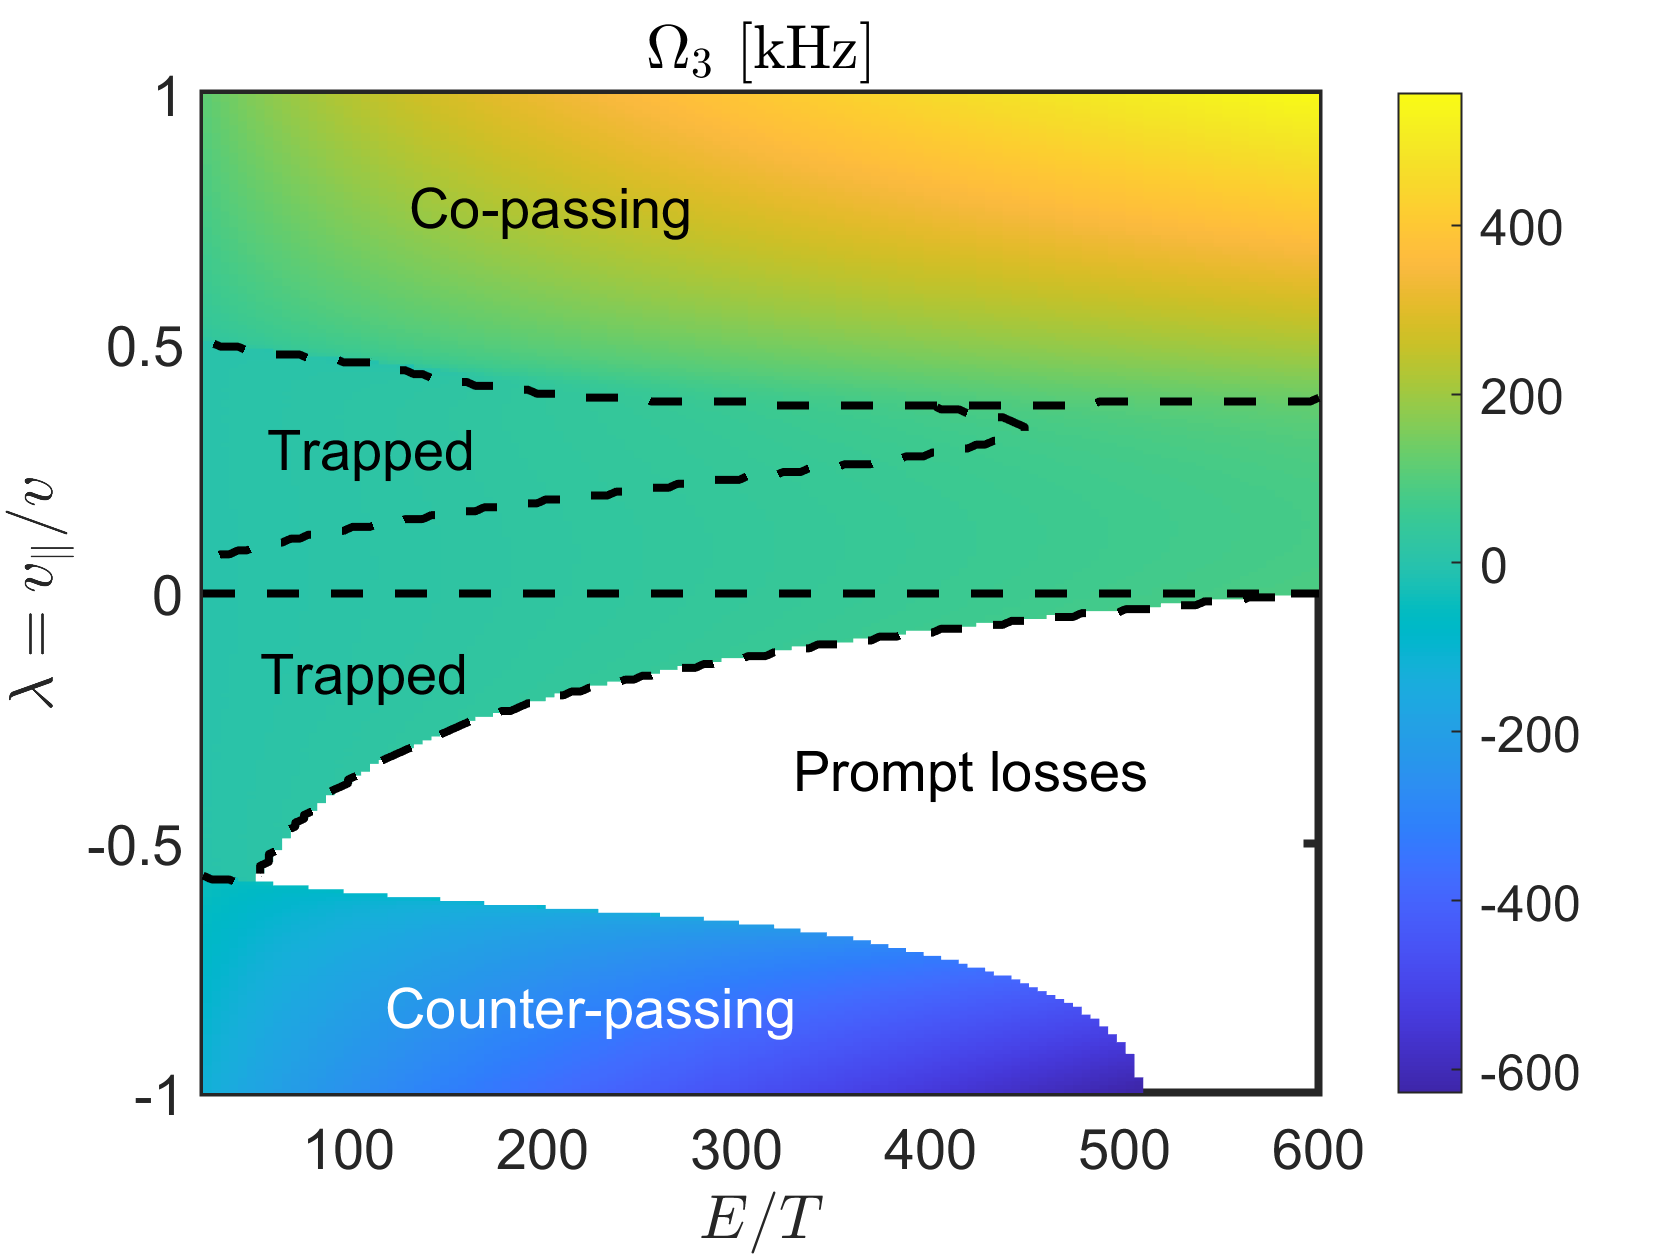 Ω₃ [kHz]
1
0.5
0
-0.5
-1
λ = v∥/v
Co-passing
Trapped
Trapped
Prompt losses
Counter-passing
100 200 300 400 500 600
E/T
400
200
0
-200
-400
-600